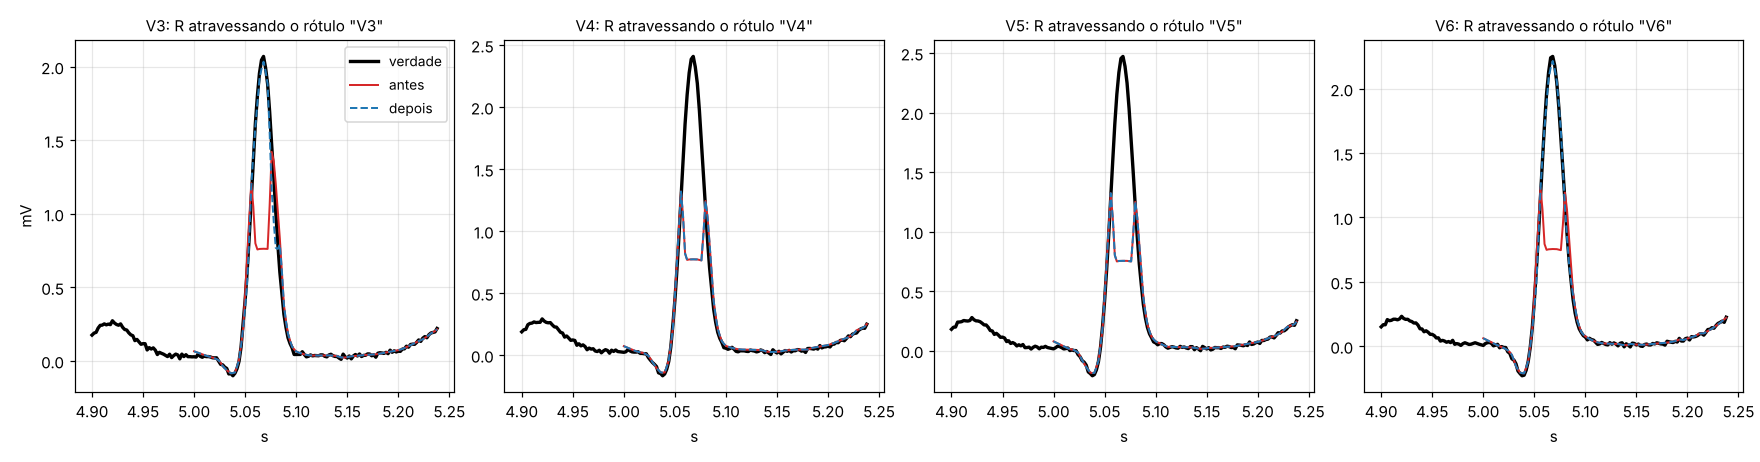 V3: R atravessando o rótulo "V3"
verdade
antes
depois
mV
2.0
1.5
1.0
0.5
0.0
4.90 4.95 5.00 5.05 5.10 5.15 5.20 5.25
s
V4: R atravessando o rótulo "V4"
2.5
2.0
1.5
1.0
0.5
0.0
4.90 4.95 5.00 5.05 5.10 5.15 5.20 5.25
s
V5: R atravessando o rótulo "V5"
2.5
2.0
1.5
1.0
0.5
0.0
4.90 4.95 5.00 5.05 5.10 5.15 5.20 5.25
s
V6: R atravessando o rótulo "V6"
2.0
1.5
1.0
0.5
0.0
4.90 4.95 5.00 5.05 5.10 5.15 5.20 5.25
s